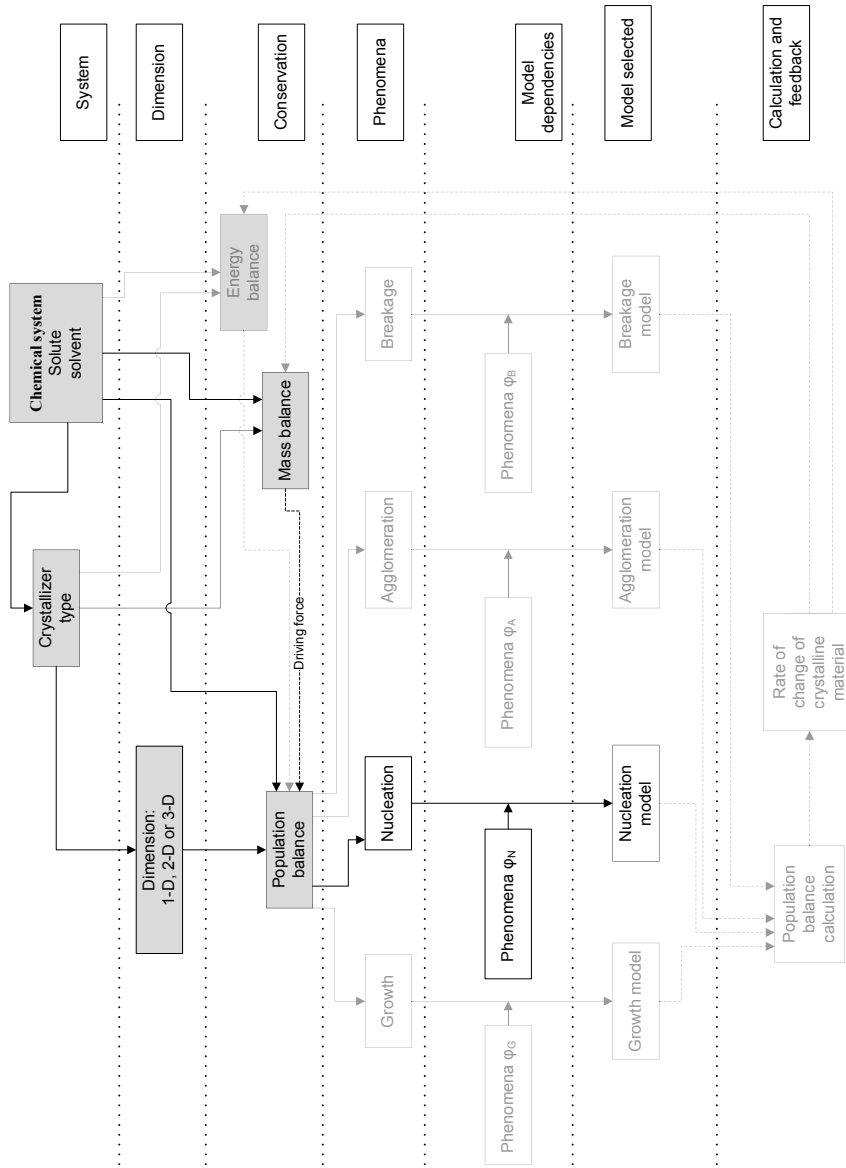 System
Dimension
Conservation
Phenomena
Model
dependencies
Model selected
Calculation and
feedback
Chemical system
Solute
solvent
Crystallizer
type
Dimension:
1-D, 2-D or 3-D
Energy
balance
Mass balance
Driving force
Population
balance
Growth
Nucleation
Agglomeration
Breakage
Phenomena φG
Phenomena φN
Phenomena φA
Phenomena φB
Growth model
Nucleation
model
Agglomeration
model
Breakage
model
Population
balance
calculation
Rate of
change of
crystalline
material